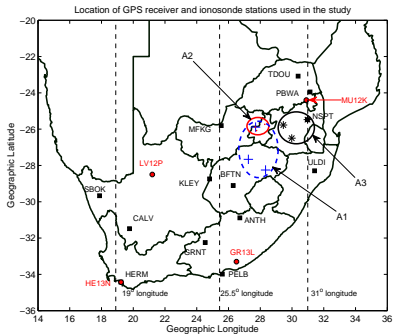 Location of GPS receiver and ionosonde stations used in the study
−20
−22
−24
−26
−28
−30
−32
−34
−36
Geographic Latitude
A2
TDOU
PBWA
MU12K
NSPT
MFKG
LV12P
ULDI
A3
SBOK
KLEY
BFTN
A1
CALV
ANTH
GRNT
GR13L
HERM
PELB
HE13N
19° longitude
25.5° longitude
31° longitude
14
16
18
20
22
24
26
28
30
32
34
36
Geographic Longitude